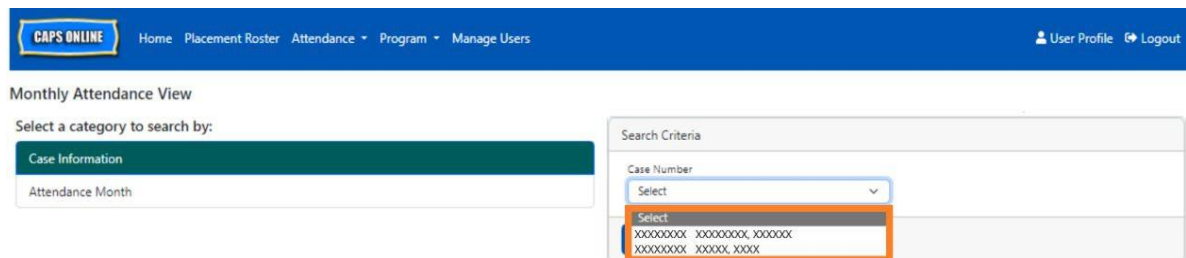 CAPS ONLINE Home Placement Roster Attendance Program Manage Users User Profile Logout
Monthly Attendance View
Select a category to search by:
Case Information
Attendance Month
Search Criteria
Case Number
Select
Select
XXXXXXXX XXXXXXXX, XXXXXX
XXXXXXXX XXXXX, XXXX